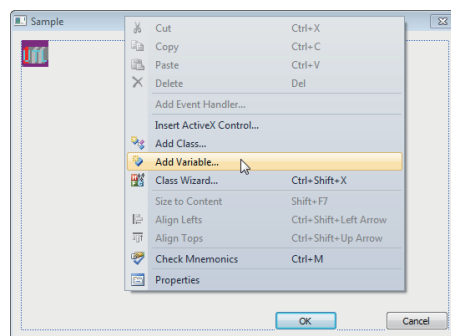 Sample
Cut Ctrl+X
Copy Ctrl+C
Paste Ctrl+V
Delete Del
Add Event Handler...
Insert ActiveX Control...
Add Class...
Add Variable...
Class Wizard... Ctrl+Shift+X
Size to Content Shift+F7
Align Lefts Ctrl+Shift+Left Arrow
Align Tops Ctrl+Shift+Up Arrow
Check Mnemonics Ctrl+M
Properties
OK Cancel